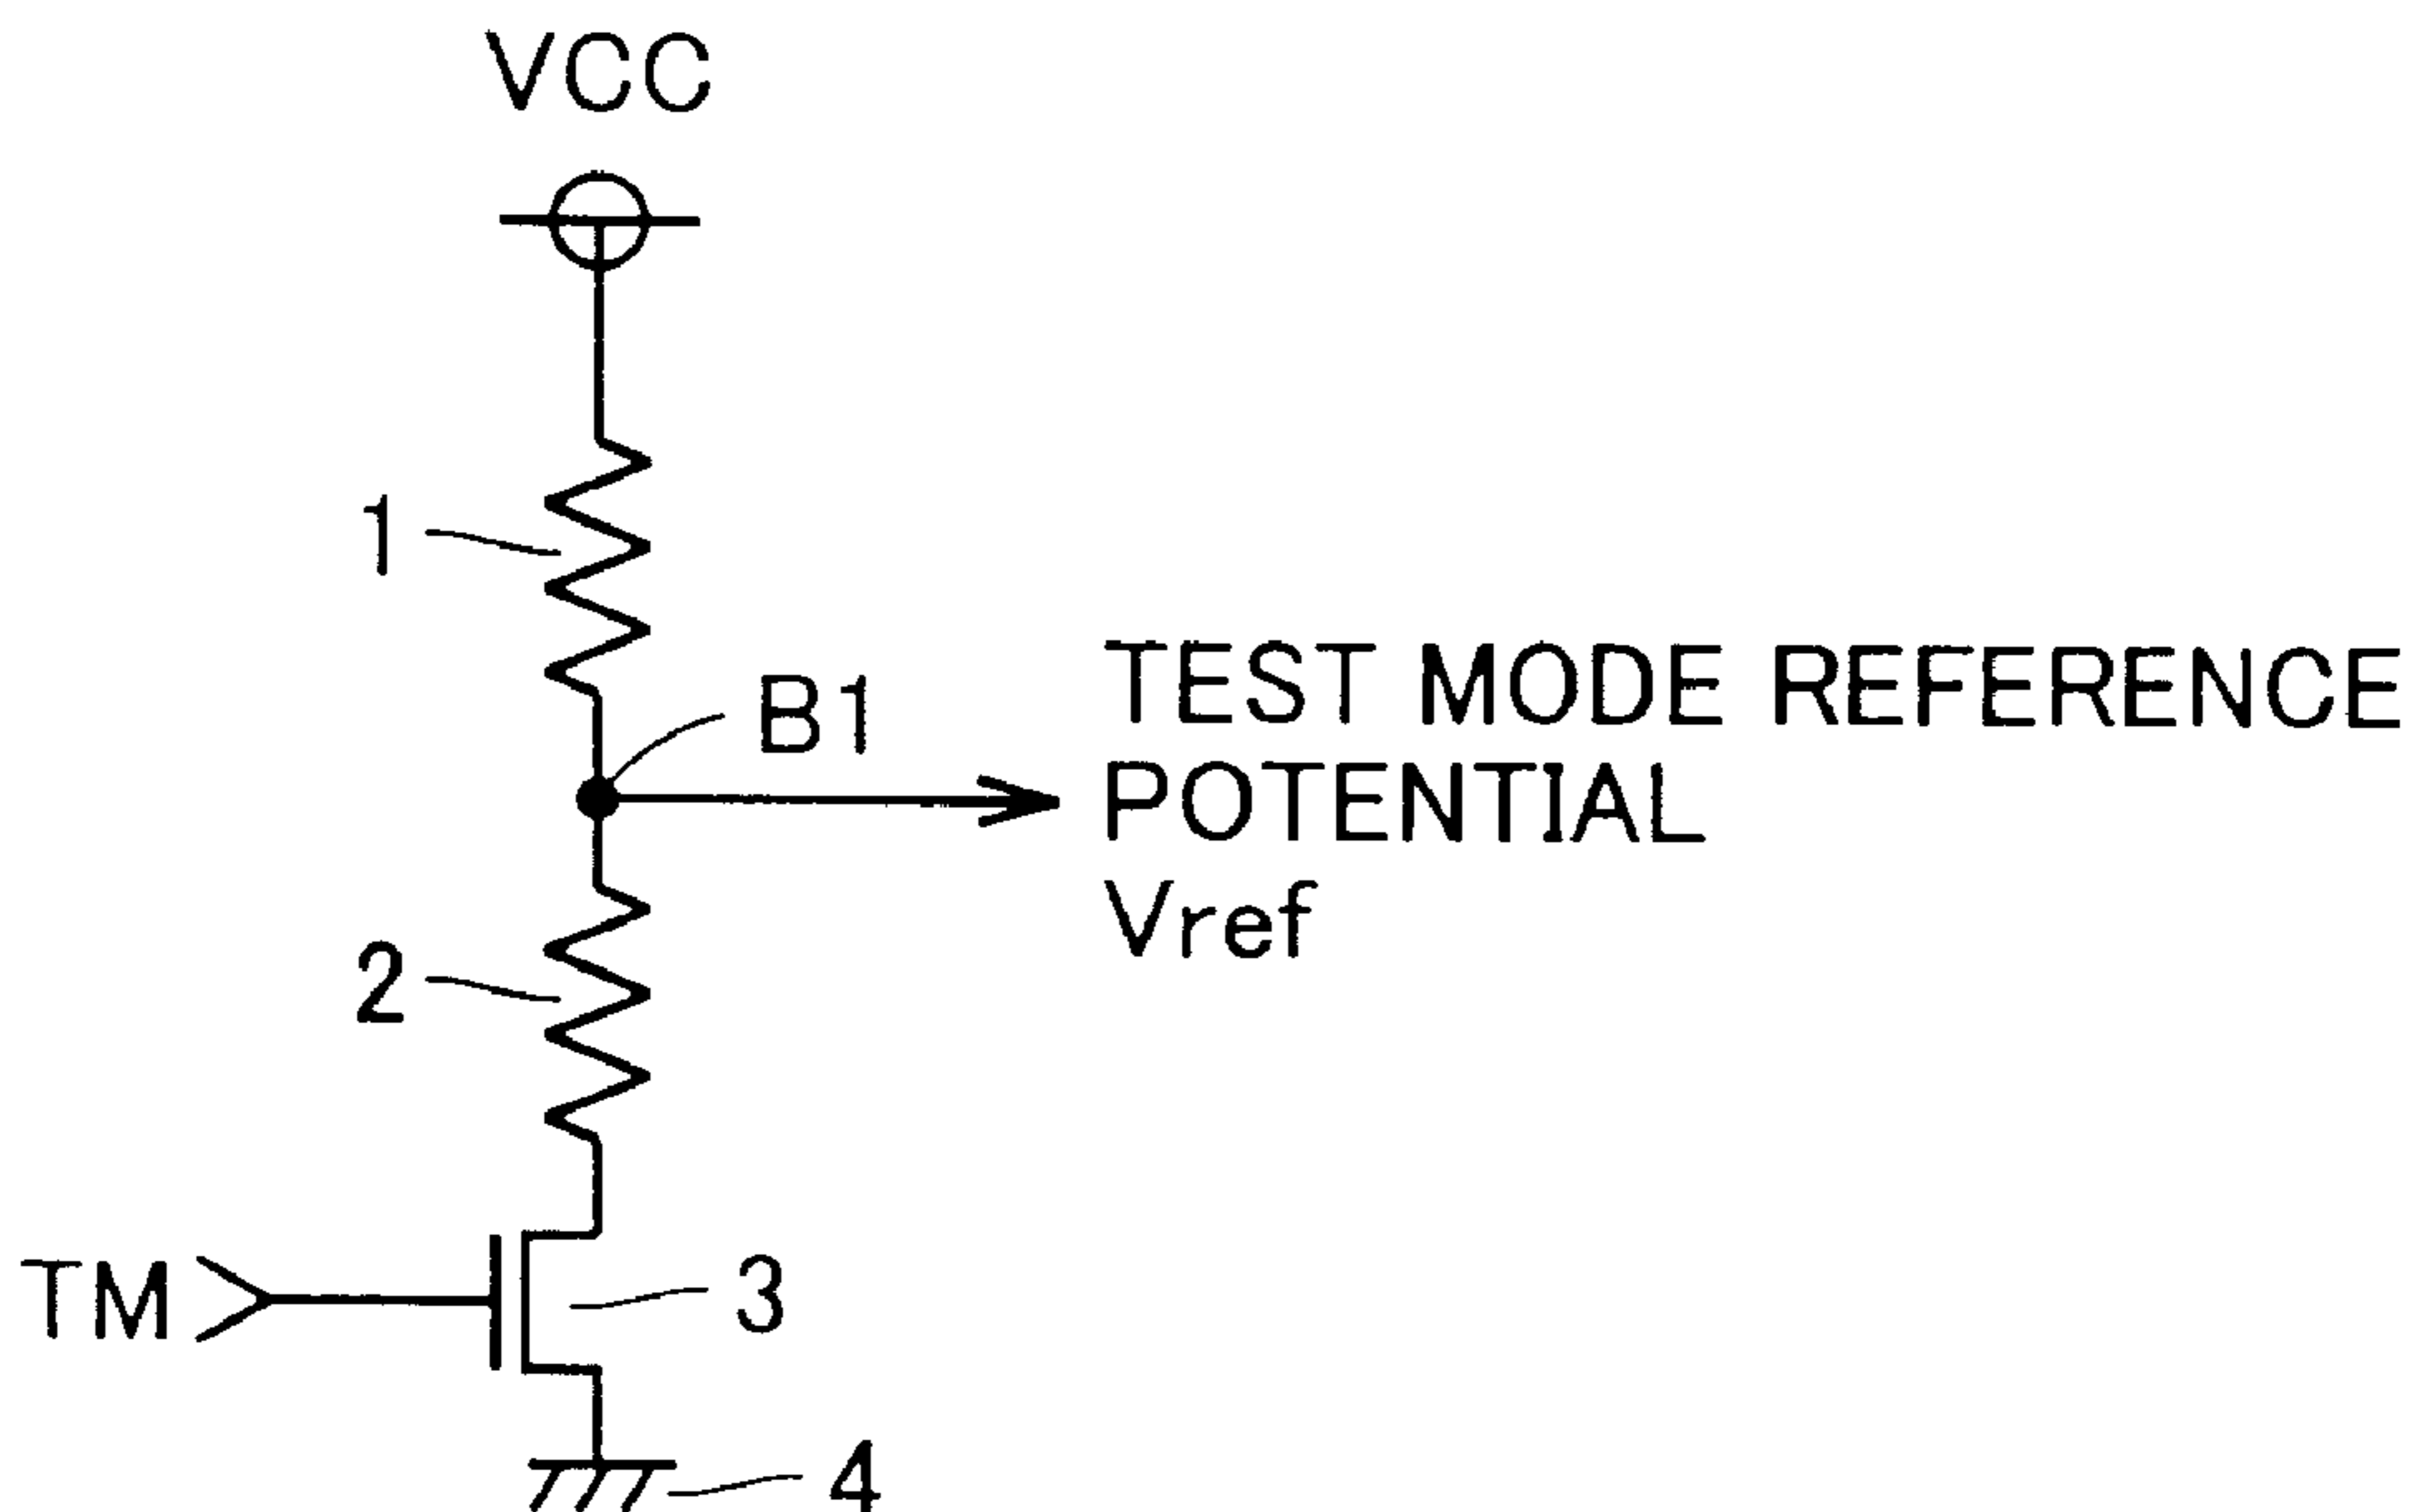 VCC
1
B1
TEST MODE REFERENCE
POTENTIAL
Vref
2
TM
3
4